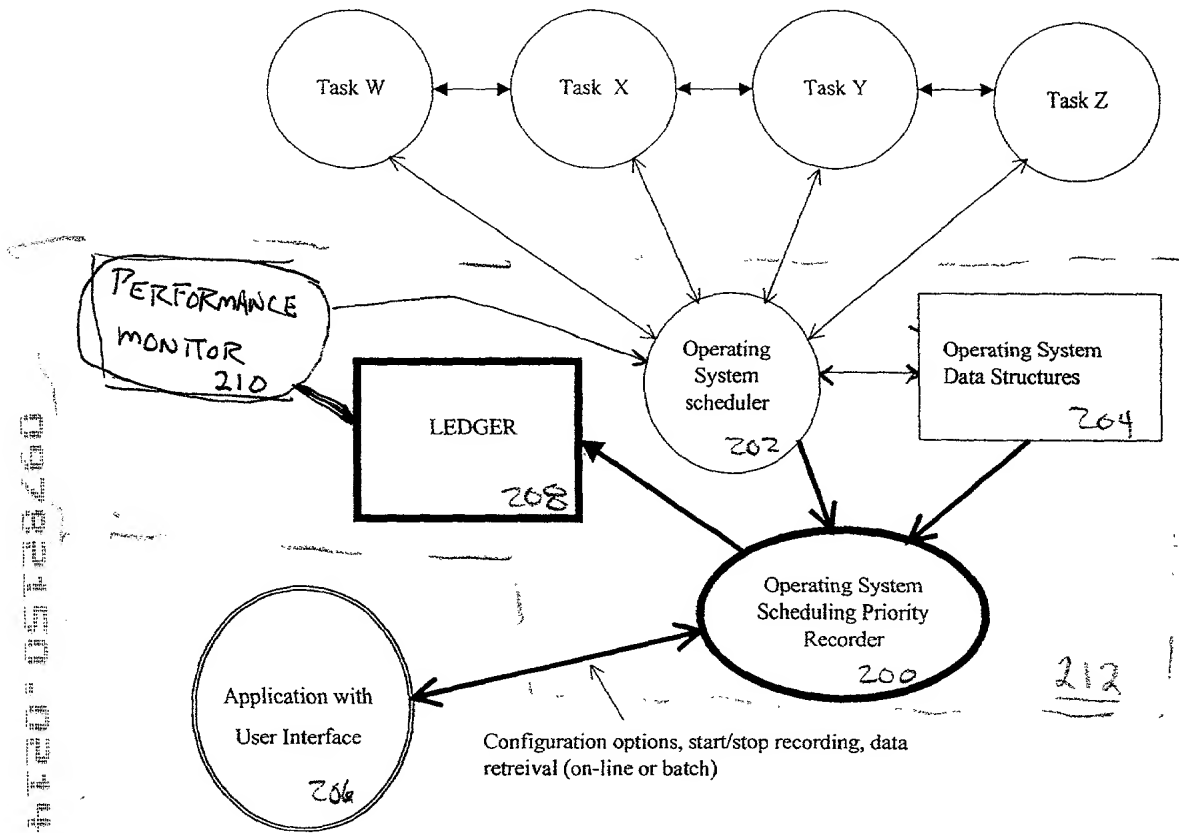 Task W
Task X
Task Y
Task Z
PERFORMANCE
MONITOR
210
LEDGER
208
Operating
System
scheduler
202
Operating System
Data Structures
204
Operating System
Scheduling Priority
Recorder
200
212
Application with
User Interface
206
Configuration options, start/stop recording, data
retreival (on-line or batch)